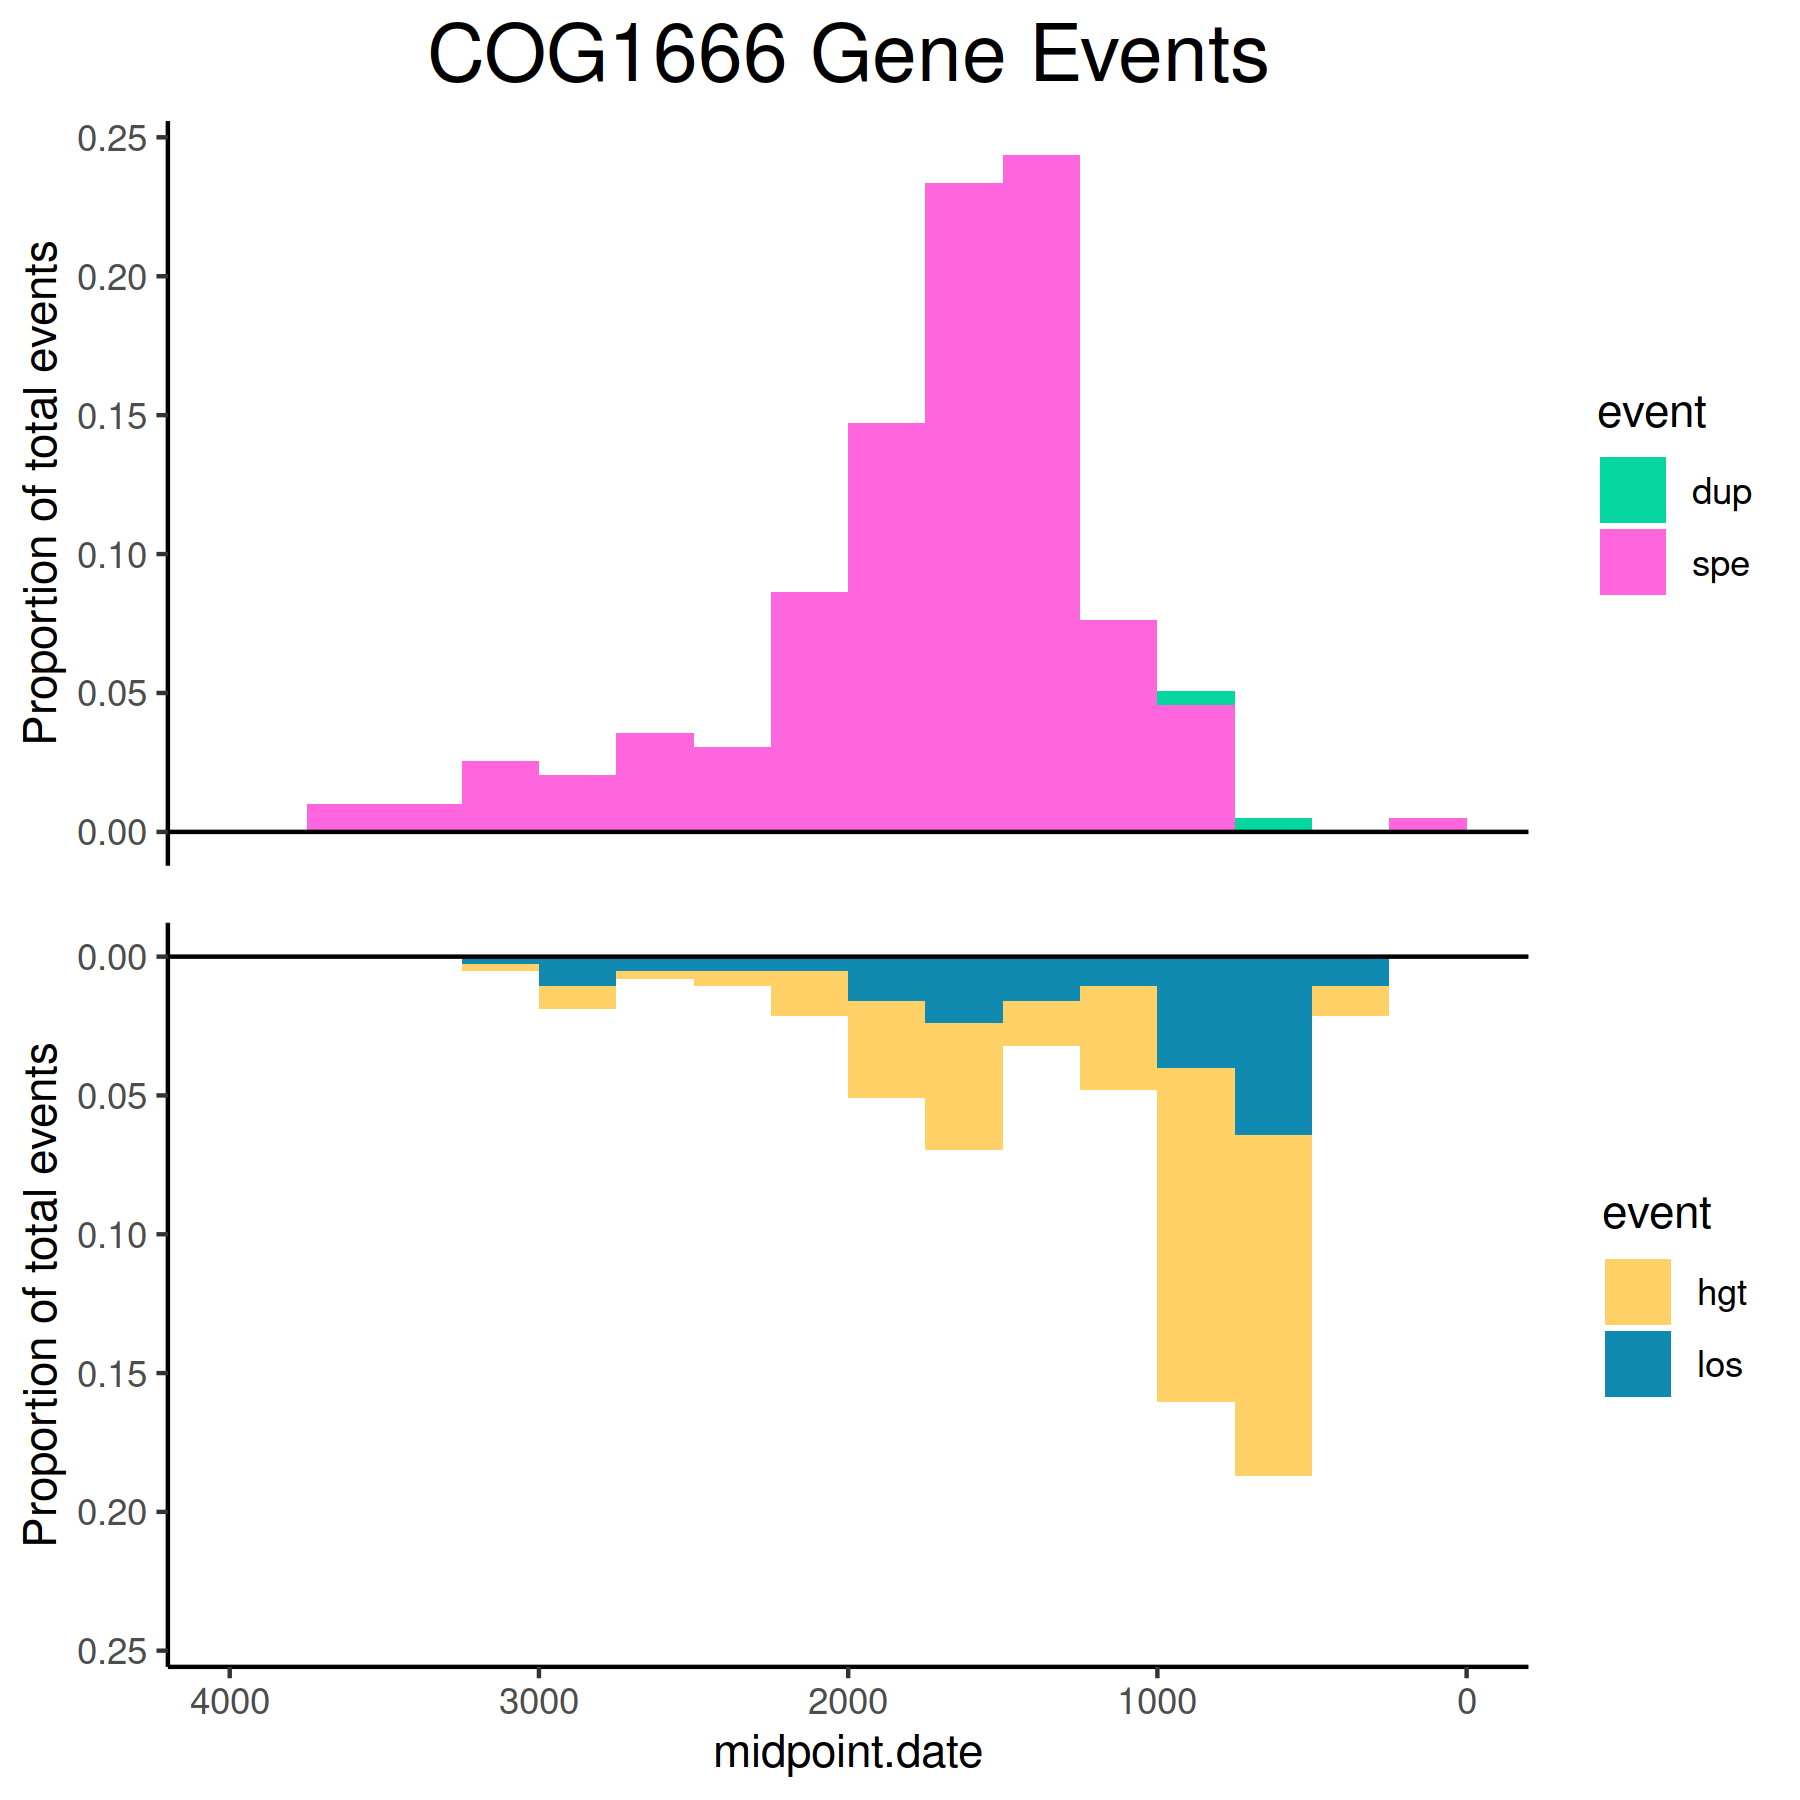 COG1666 Gene Events
Proportion of total events
0.25
0.20
0.15
0.10
0.05
0.00
event
dup
spe
Proportion of total events
0.00
0.05
0.10
0.15
0.20
0.25
event
hgt
los
4000 3000 2000 1000 0
midpoint.date